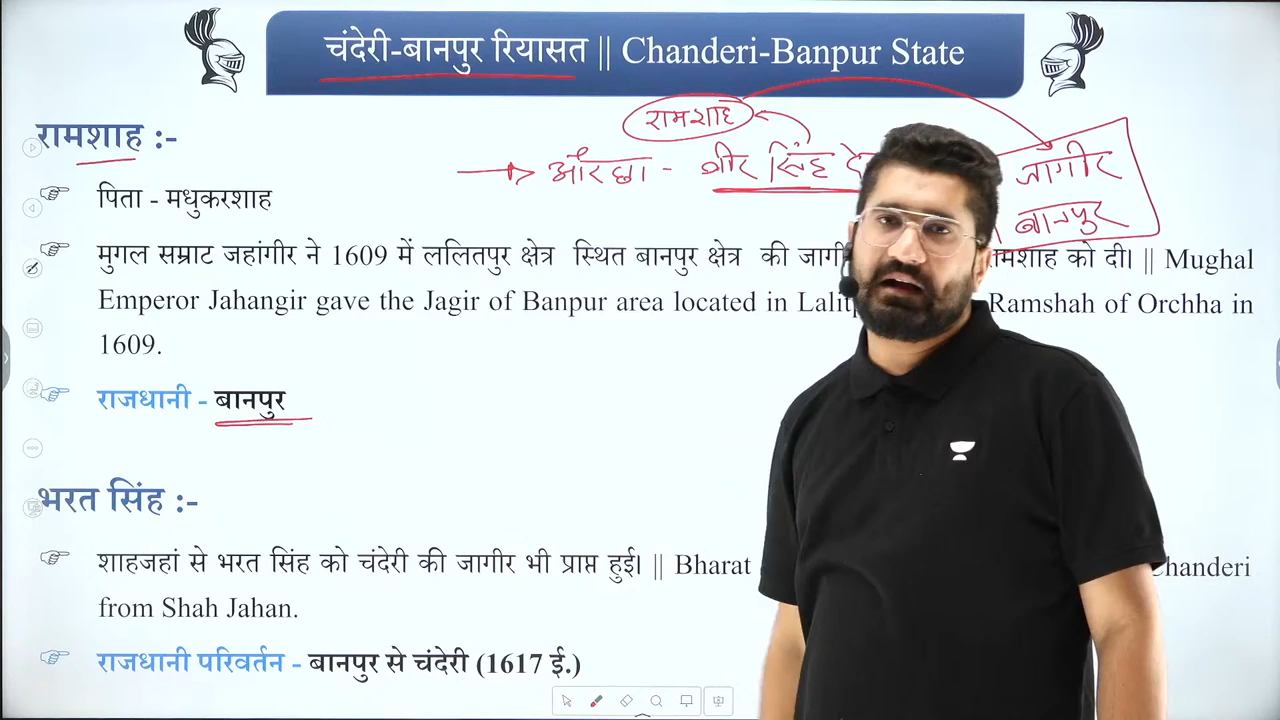 चंदेरी-बानपुर रियासत || Chanderi-Banpur State
रामशाह
रामशाह :-
→ ओरछा - वीर सिंह
जागीर
बानपुर
पिता - मधुकरशाह
मुगल सम्राट जहांगीर ने 1609 में ललितपुर क्षेत्र स्थित बानपुर क्षेत्र की को दी। || Mughal
Emperor Jahangir gave the Jagir of Banpur area located in Ramshah of Orchha in
1609.
राजधानी - बानपुर
भरत सिंह :-
शाहजहां से भरत सिंह को चंदेरी की जागीर भी प्राप्त हुई। || Bharat Chanderi
from Shah Jahan.
राजधानी परिवर्तन - बानपुर से चंदेरी (1617 ई.)